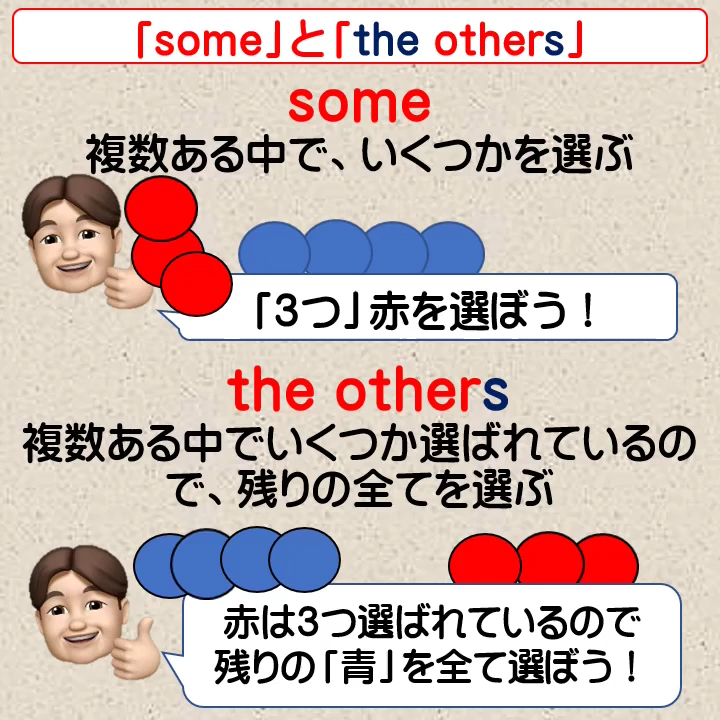 「some」と「the others」
some
複数ある中で、いくつかを選ぶ
「3つ」赤を選ぼう！
the others
複数ある中でいくつか選ばれているの
で、残りの全てを選ぶ
赤は3つ選ばれているので
残りの「青」を全て選ぼう！